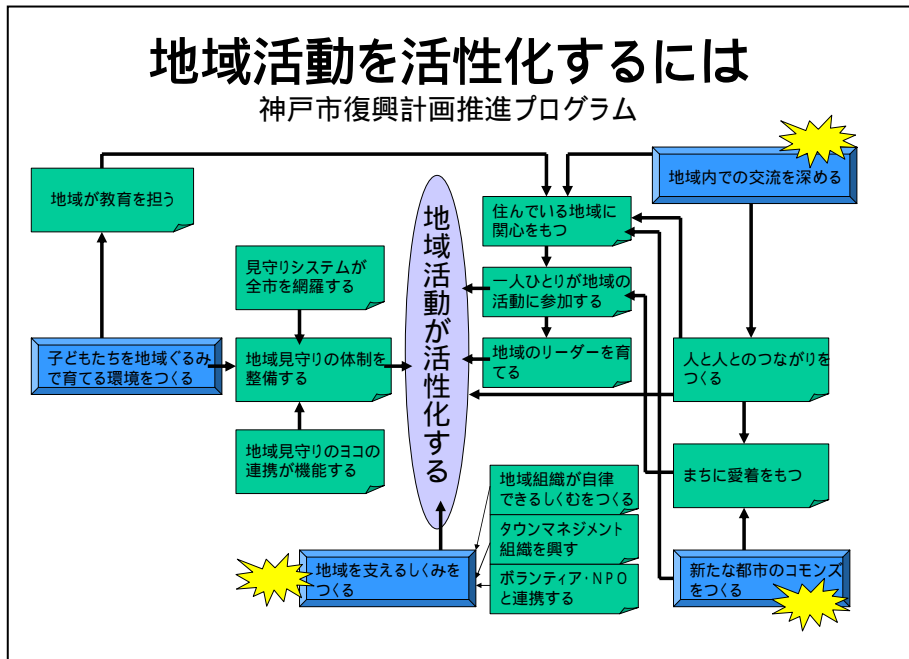 地域活動を活性化するには
神戸市復興計画推進プログラム
地域内での交流を深める
地域が教育を担う
住んでいる地域に
関心をもつ
見守りシステムが
全市を網羅する
一人ひとりが地域の
活動に参加する
地域活動が活性化する
子どもたちを地域ぐるみ
で育てる環境をつくる
地域見守りの体制を
整備する
地域のリーダーを育
てる
人と人とのつながりを
つくる
地域見守りのヨコの
連携が機能する
まちに愛着をもつ
地域組織が自律
できるしくむをつくる
タウンマネジメント
組織を興す
地域を支えるしくみを
つくる
ボランティア・NPO
と連携する
新たな都市のコモンズ
をつくる